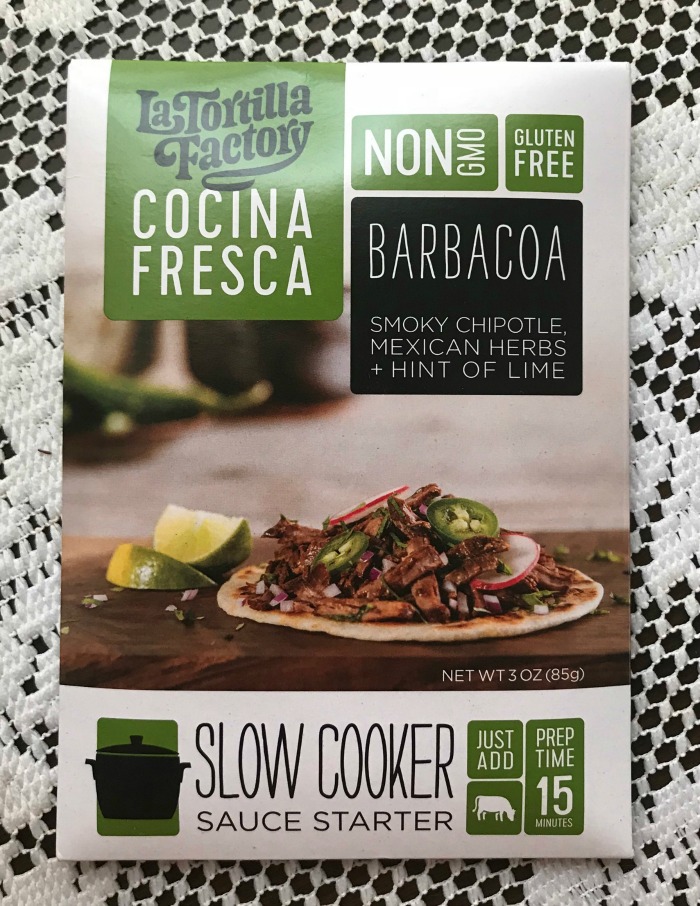 La Tortilla
Factory
COCINA
FRESCA
NON GMO
GLUTEN
FREE
BARBACOA
SMOKY CHIPOTLE,
MEXICAN HERBS
+ HINT OF LIME
NET WT 3 OZ (85g)
SLOW COOKER
SAUCE STARTER
JUST
ADD
PREP
TIME
15
MINUTES